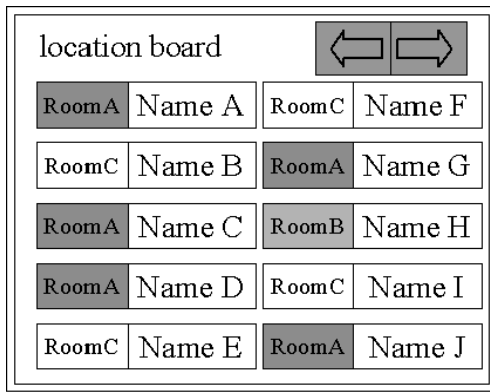 location board
RoomA Name A RoomC Name F
RoomC Name B RoomA Name G
RoomA Name C RoomB Name H
RoomA Name D RoomC Name I
RoomC Name E RoomA Name J